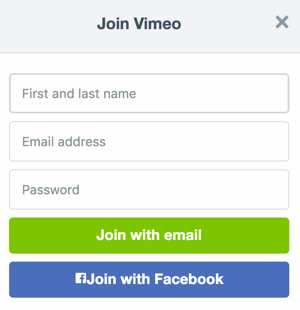 Join Vimeo
First and last name
Email address
Password
Join with email
Join with Facebook